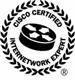 CISCO CERTIFIED
INTERNETWORK EXPERT
®